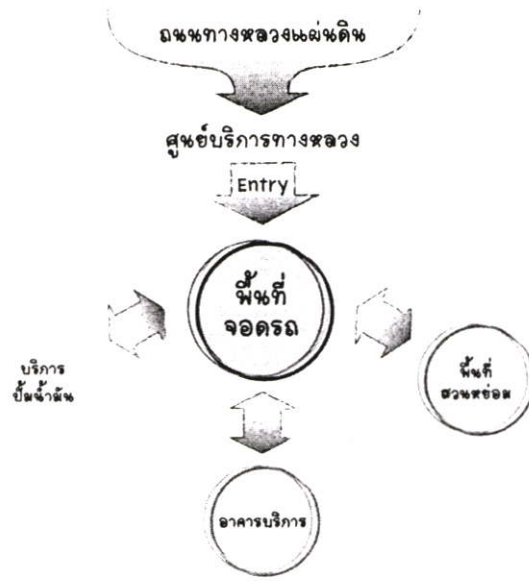 ถนนทางหลวงแผ่นดิน
ศูนย์บริการทางหลวง
Entry
พื้นที่
จอดรถ
บริการ
ปั๊มน้ำมัน
พื้นที่
สวนหย่อม
อาคารบริการ